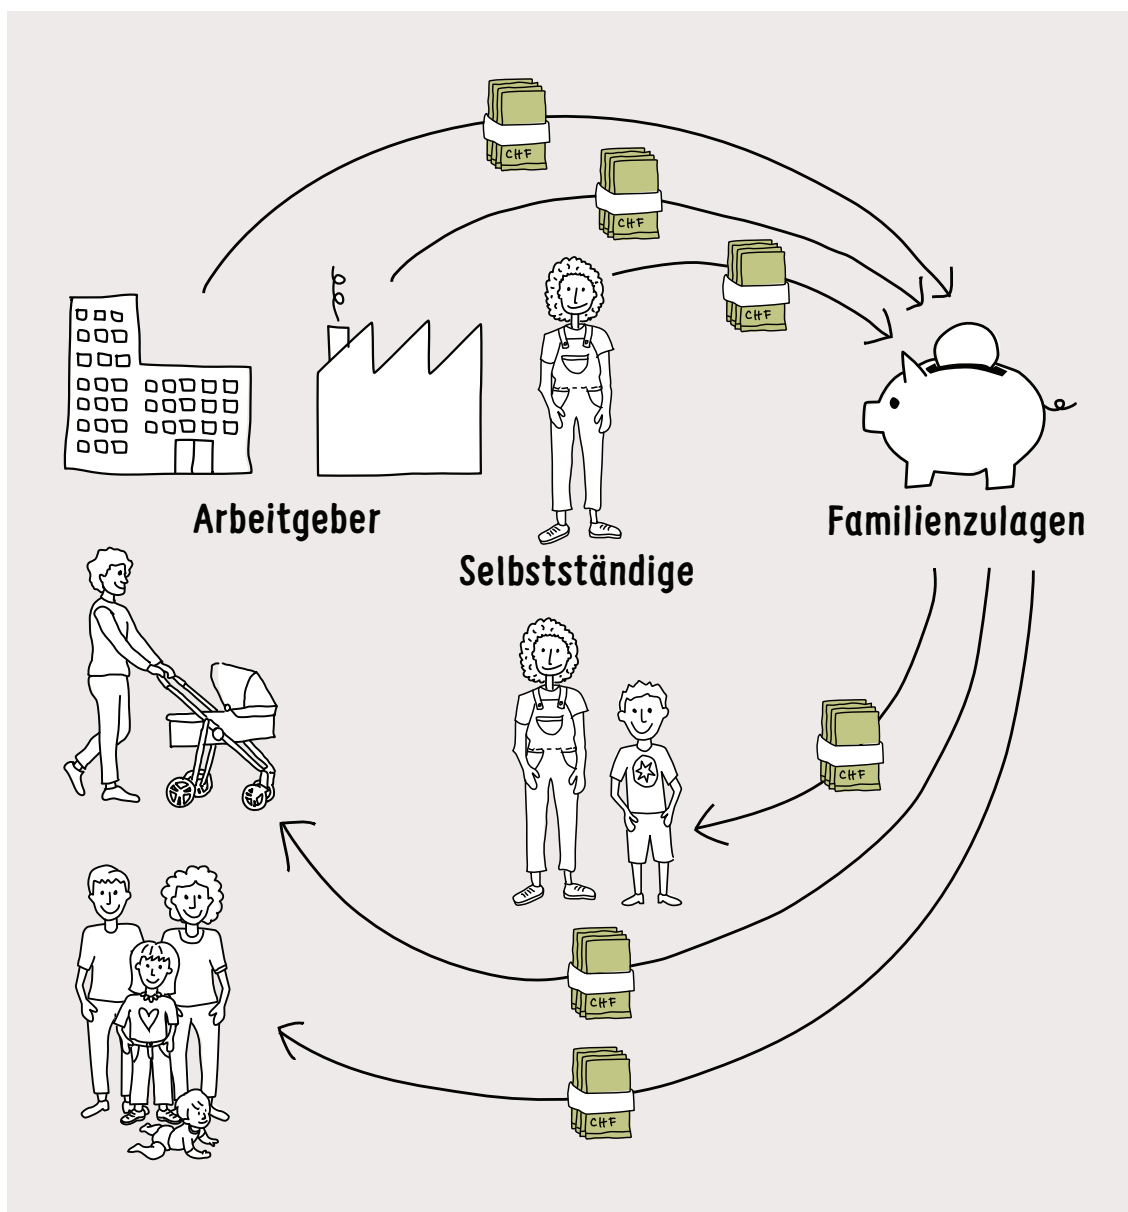 CHF
CHF
CHF
Arbeitgeber
Familienzulagen
Selbstständige
CHF
CHF
CHF